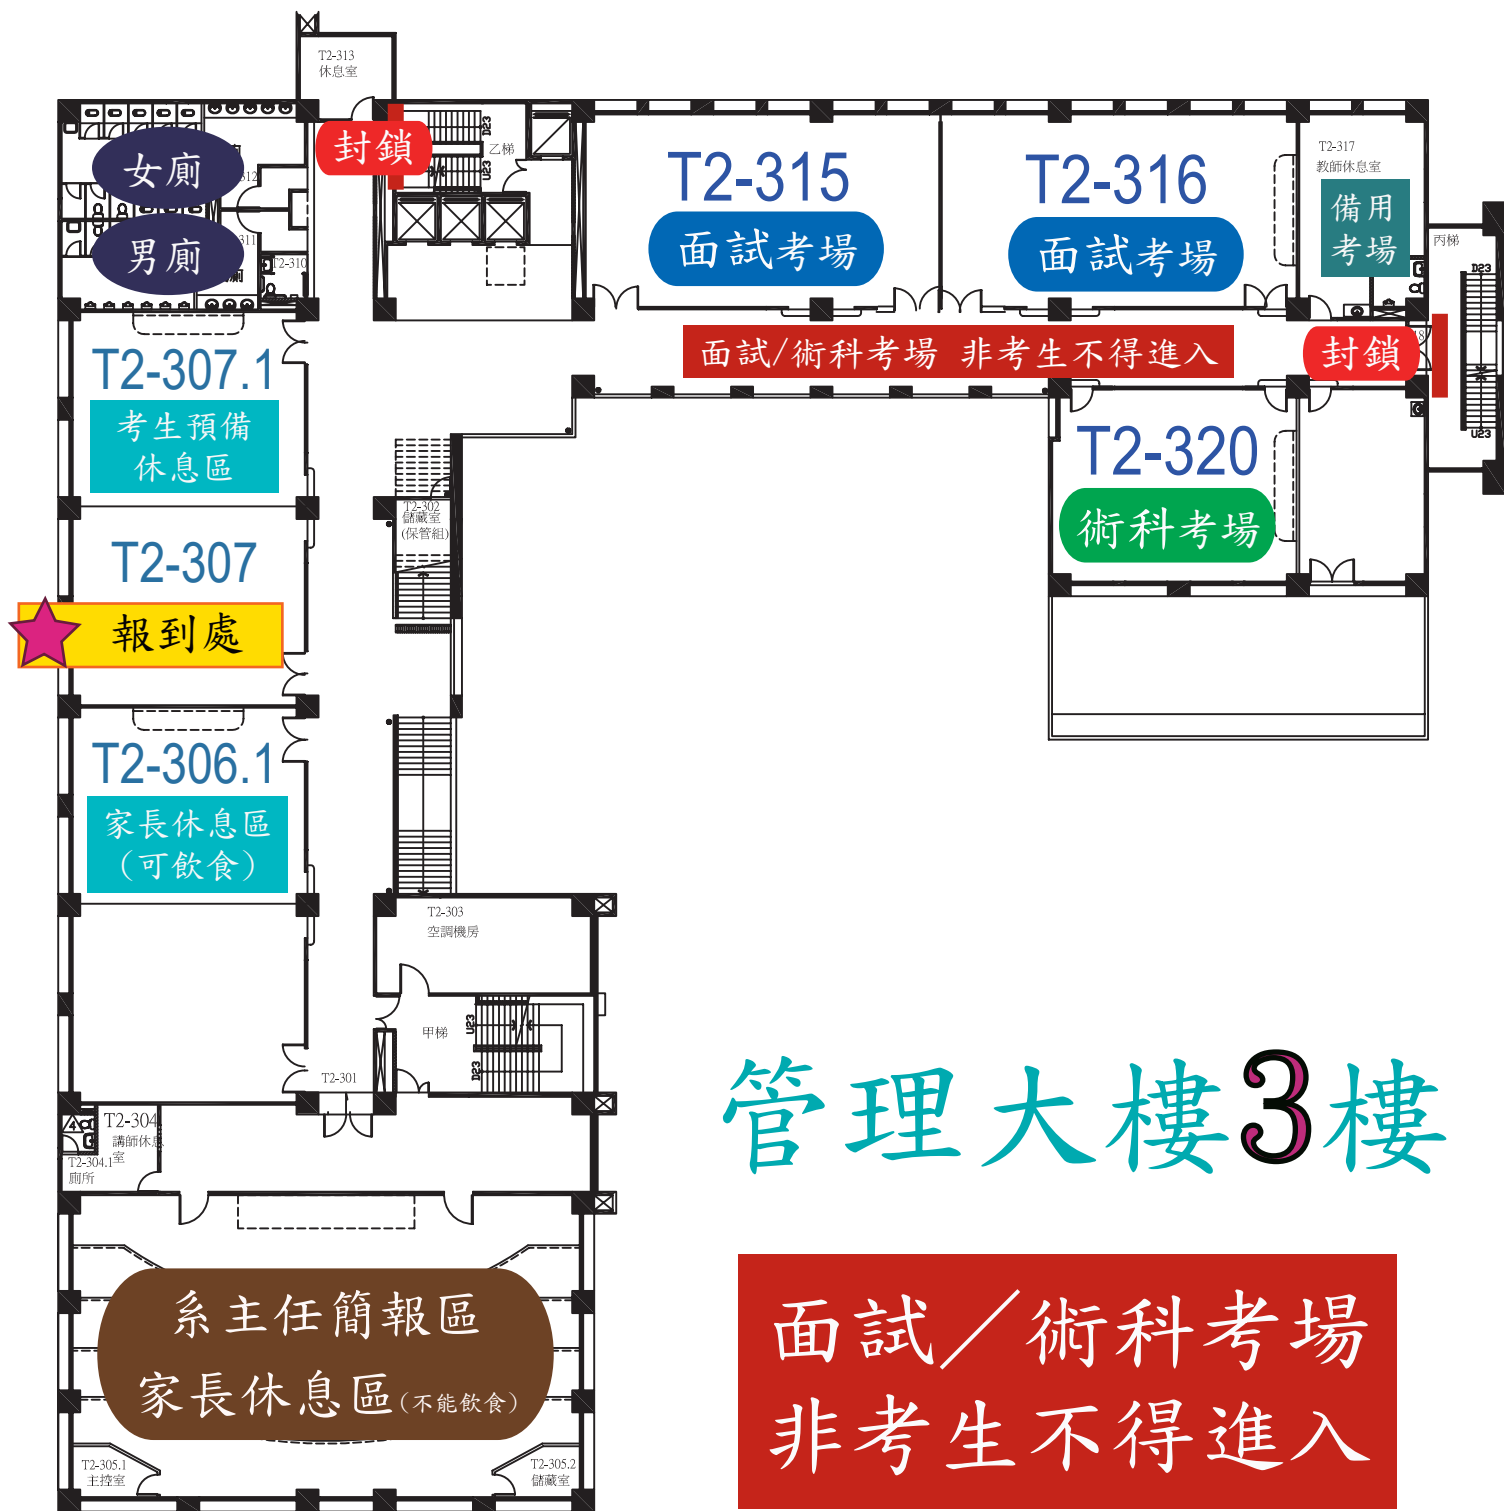 T2-313
休息室
女廁
312
男廁
311
T2-310
封鎖
D23
乙梯
U23
T2-315
面試考場
T2-316
面試考場
T2-317
教師休息室
備用
考場
丙梯
D23
U23
面試/術科考場 非考生不得進入
封鎖
T2-307.1
考生預備
休息區
T2-302
儲藏室
(保管組)
T2-320
術科考場
T2-307
報到處
T2-306.1
家長休息區
(可飲食)
T2-303
空調機房
甲梯
U23
D23
T2-301
T2-304
講師休息
室
T2-304.1
廁所
管理大樓3樓
系主任簡報區
家長休息區(不能飲食)
T2-305.1
主控室
T2-305.2
儲藏室
面試／術科考場
非考生不得進入